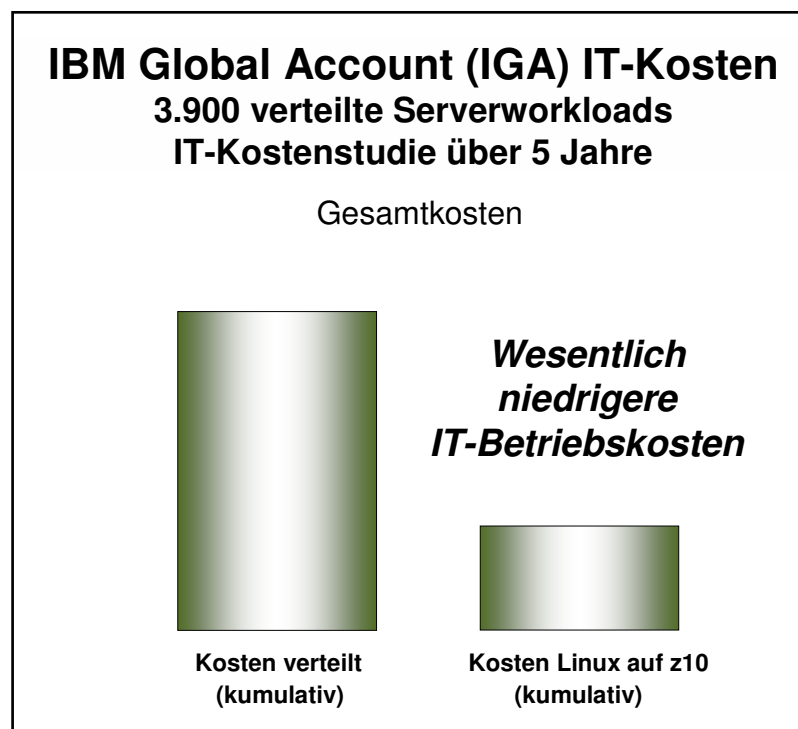 IBM Global Account (IGA) IT-Kosten
3.900 verteilte Serverworkloads
IT-Kostenstudie über 5 Jahre
Gesamtkosten
Wesentlich
niedrigere
IT-Betriebskosten
Kosten verteilt
(kumulativ)
Kosten Linux auf z10
(kumulativ)